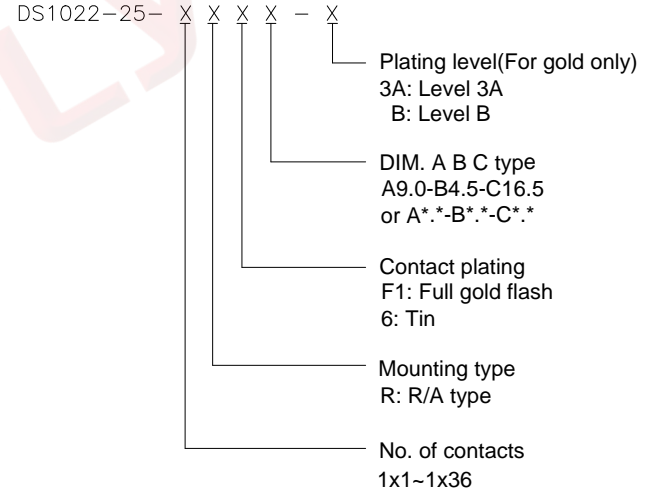 DS1022-25- X X X X - X
Plating level(For gold only)
3A: Level 3A
B: Level B
DIM. A B C type
A9.0-B4.5-C16.5
or A*.*-B*.*-C*.*
Contact plating
F1: Full gold flash
6: Tin
Mounting type
R: R/A type
No. of contacts
1x1~1x36